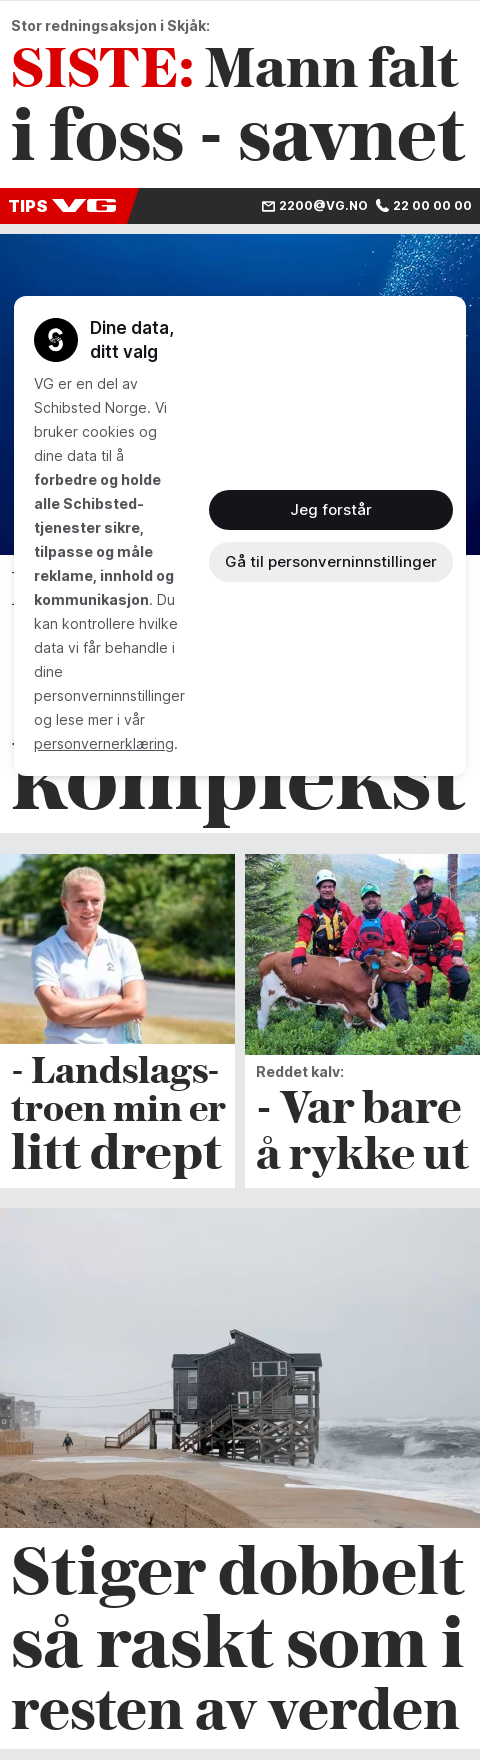 Stor redningsaksjon i Skjåk:
SISTE: Mann falt
i foss - savnet
TIPS VG
2200@VG.NO 22 00 00 00
Dine data,
ditt valg
VG er en del av
Schibsted Norge. Vi
bruker cookies og
dine data til å
forbedre og holde
alle Schibsted-
tjenester sikre,
tilpasse og måle
reklame, innhold og
kommunikasjon. Du
kan kontrollere hvilke
data vi får behandle i
dine
personverninnstillinger
og lese mer i vår
personvernerklæring.
Jeg forstår
Gå til personverninnstillinger
komplekst
- Landslags-
troen min er
litt drept
Reddet kalv:
- Var bare
å rykke ut
Stiger dobbelt
så raskt som i
resten av verden